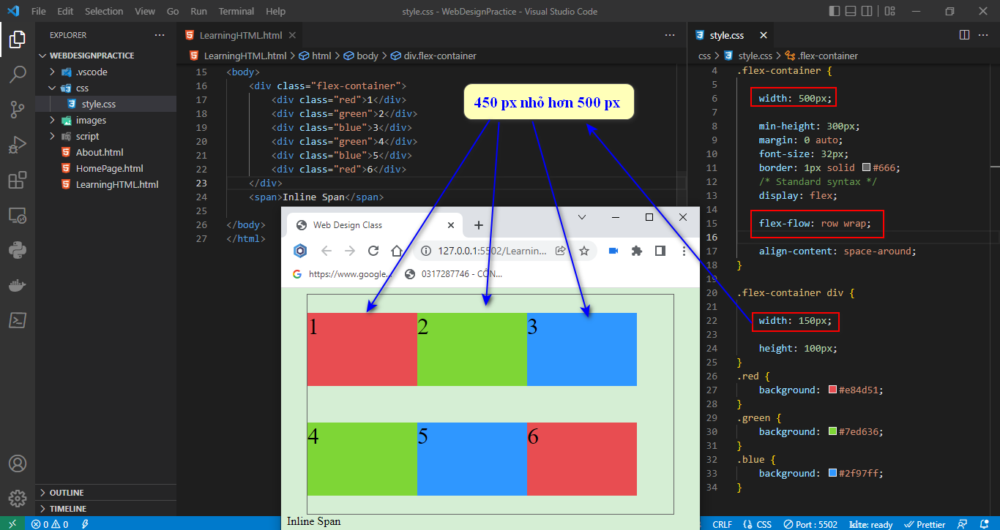 File Edit Selection View Go Run Terminal Help
style.css - WebDesignPractice - Visual Studio Code
EXPLORER
WEBDESIGNPRACTICE
.vscode
css
style.css
images
script
About.html
HomePage.html
LearningHTML.html
OUTLINE
TIMELINE
LearningHTML.html
LearningHTML.html > html > body > div.flex-container
15 <body>
16 <div class="flex-container">
17 <div class="red">1</div>
18 <div class="green">2</div>
19 <div class="blue">3</div>
20 <div class="green">4</div>
21 <div class="blue">5</div>
22 <div class="red">6</div>
23 </div>
24 <span>Inline Span</span>
25
26 </body>
27 </html>
450 px nhỏ hơn 500 px
Web Design Class
127.0.0.1:5502/Learnin...
https://www.google...
0317287746 - CÔN...
1 2 3
4 5 6
Inline Span
style.css
css > style.css > .flex-container
4 .flex-container {
5
6 width: 500px;
7
8 min-height: 300px;
9 margin: 0 auto;
10 font-size: 32px;
11 border: 1px solid #666;
12 /* Standard syntax */
13 display: flex;
14
15 flex-flow: row wrap;
16
17 align-content: space-around;
18 }
19
20 .flex-container div {
21
22 width: 150px;
23
24 height: 100px;
25 }
26 .red {
27 background: #e84d51;
28 }
29 .green {
30 background: #7ed636;
31 }
32 .blue {
33 background: #2f97ff;
34 }
0 0
CRLF {} CSS Port : 5502 kite: ready Prettier